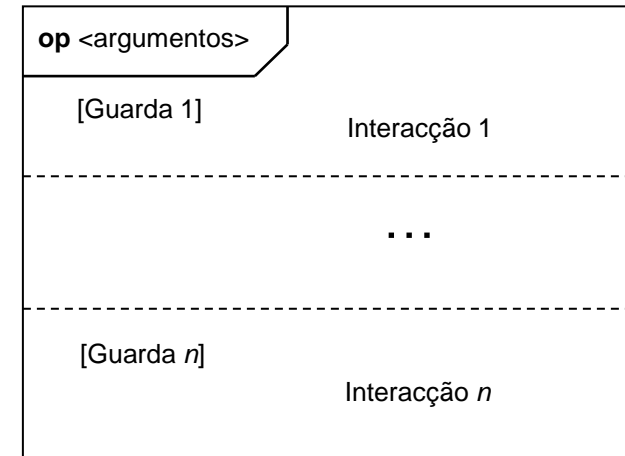 op <argumentos>
[Guarda 1]
Interacção 1
...
[Guarda n]
Interacção n